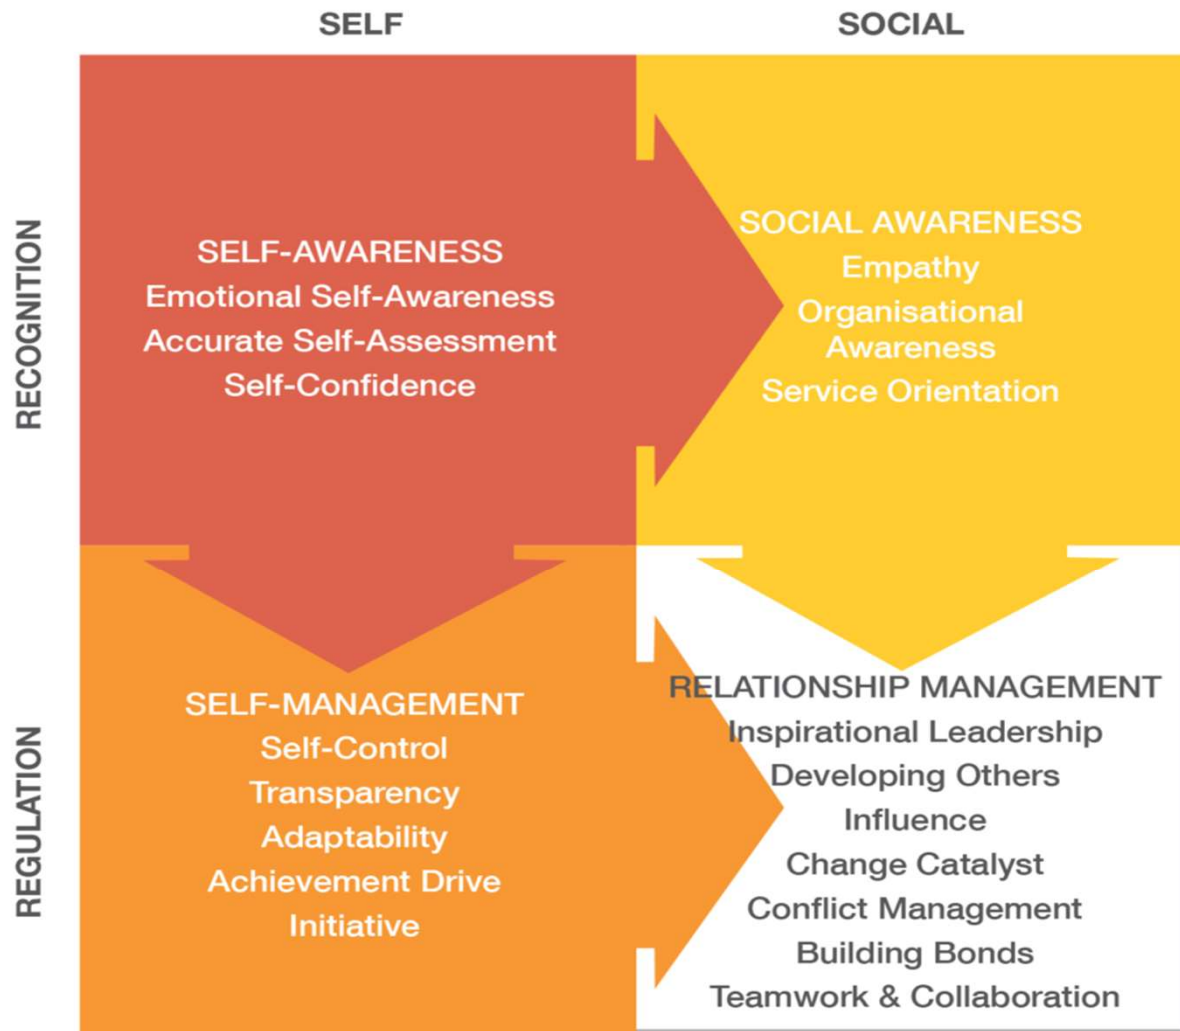 SELF
SOCIAL
RECOGNITION
SELF-AWARENESS
Emotional Self-Awareness
Accurate Self-Assessment
Self-Confidence
SOCIAL AWARENESS
Empathy
Organisational
Awareness
Service Orientation
REGULATION
SELF-MANAGEMENT
Self-Control
Transparency
Adaptability
Achievement Drive
Initiative
RELATIONSHIP MANAGEMENT
Inspirational Leadership
Developing Others
Influence
Change Catalyst
Conflict Management
Building Bonds
Teamwork & Collaboration